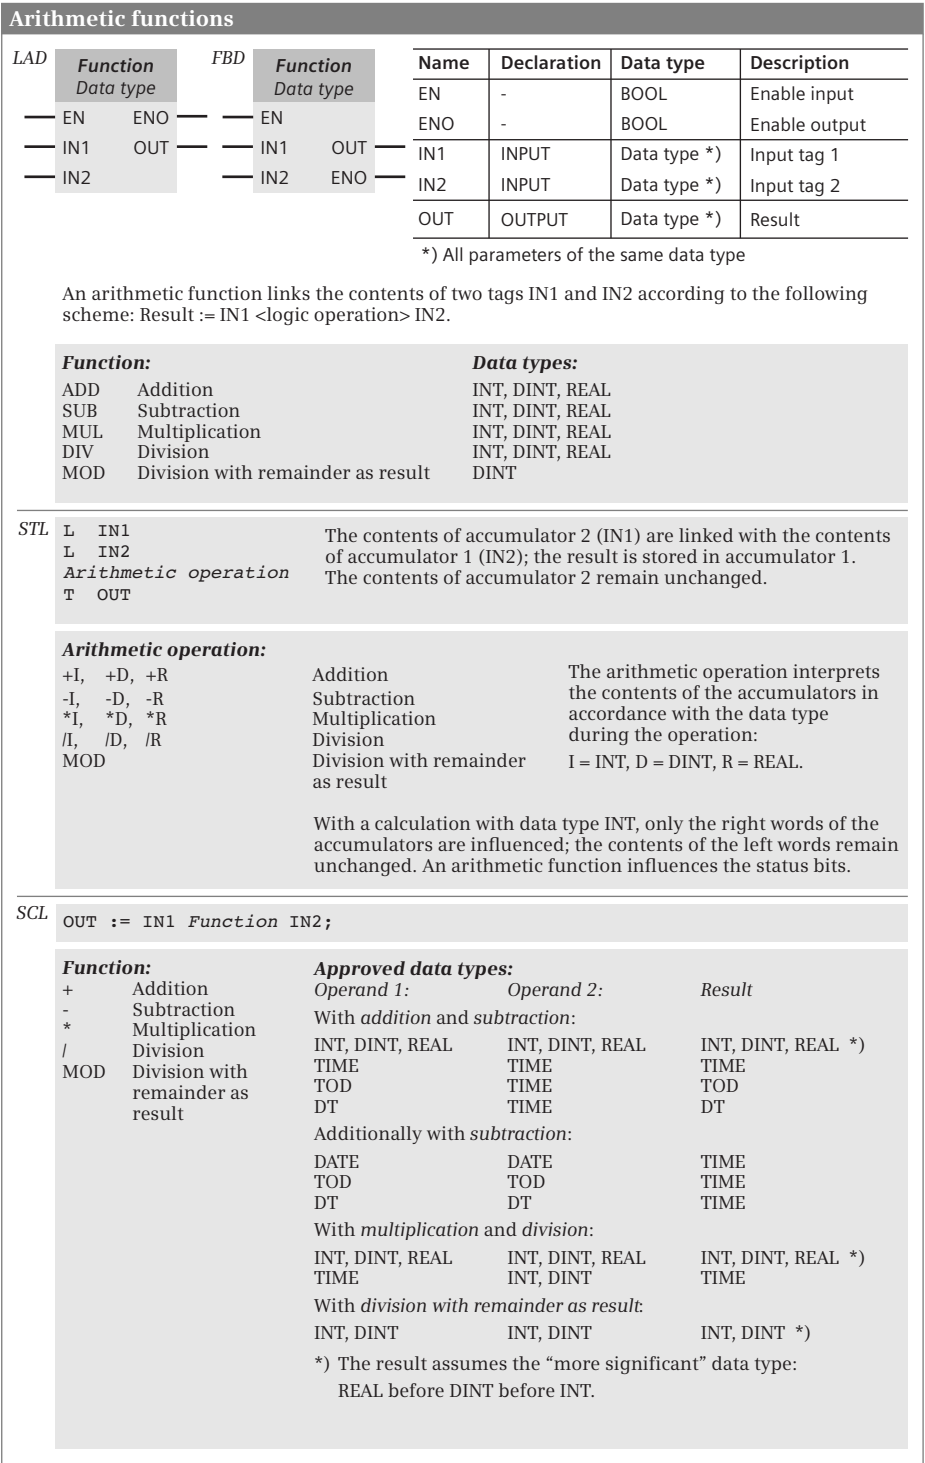 Arithmetic functions
LAD
Function
Data type
EN ENO
IN1 OUT
IN2
FBD
Function
Data type
EN
IN1 OUT
IN2 ENO
Name Declaration Data type Description
EN - BOOL Enable input
ENO - BOOL Enable output
IN1 INPUT Data type *) Input tag 1
IN2 INPUT Data type *) Input tag 2
OUT OUTPUT Data type *) Result
*) All parameters of the same data type
An arithmetic function links the contents of two tags IN1 and IN2 according to the following
scheme: Result := IN1 <logic operation> IN2.
Function: Data types:
ADD Addition INT, DINT, REAL
SUB Subtraction INT, DINT, REAL
MUL Multiplication INT, DINT, REAL
DIV Division INT, DINT, REAL
MOD Division with remainder as result DINT
STL
L IN1
L IN2
Arithmetic operation
T OUT
The contents of accumulator 2 (IN1) are linked with the contents
of accumulator 1 (IN2); the result is stored in accumulator 1.
The contents of accumulator 2 remain unchanged.
Arithmetic operation:
+I, +D, +R Addition
-I, -D, -R Subtraction
*I, *D, *R Multiplication
/I, /D, /R Division
MOD Division with remainder
as result
The arithmetic operation interprets
the contents of the accumulators in
accordance with the data type
during the operation:
I = INT, D = DINT, R = REAL.
With a calculation with data type INT, only the right words of the
accumulators are influenced; the contents of the left words remain
unchanged. An arithmetic function influences the status bits.
SCL
OUT := IN1 Function IN2;
Function:
+ Addition
- Subtraction
* Multiplication
/ Division
MOD Division with
remainder as
result
Approved data types:
Operand 1: Operand 2: Result
With addition and subtraction:
INT, DINT, REAL INT, DINT, REAL INT, DINT, REAL *)
TIME TIME TIME
TOD TIME TOD
DT TIME DT
Additionally with subtraction:
DATE DATE TIME
TOD TOD TIME
DT DT TIME
With multiplication and division:
INT, DINT, REAL INT, DINT, REAL INT, DINT, REAL *)
TIME INT, DINT TIME
With division with remainder as result:
INT, DINT INT, DINT INT, DINT *)
*) The result assumes the “more significant” data type:
REAL before DINT before INT.